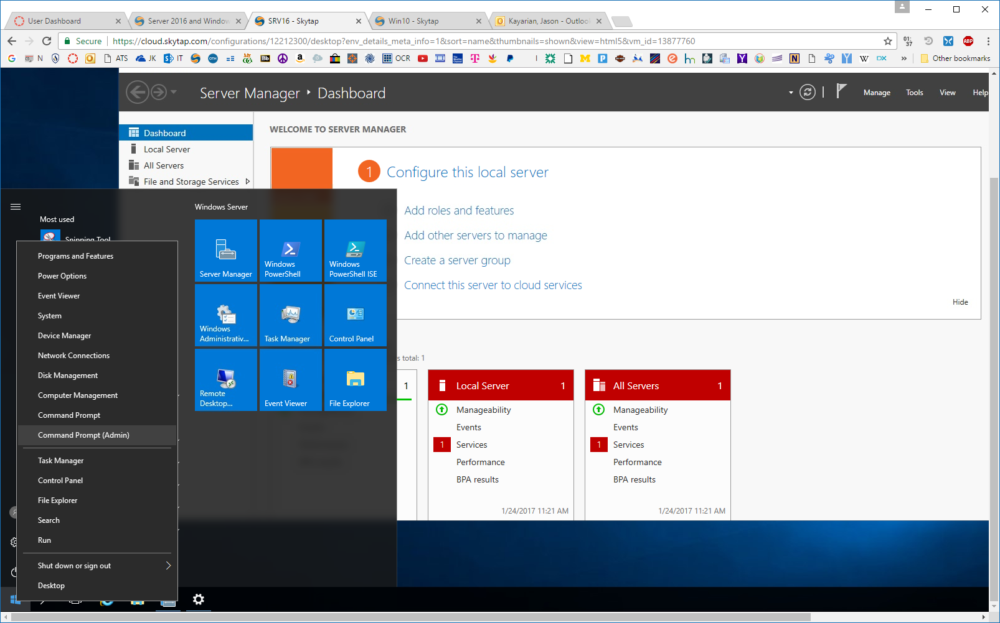 User Dashboard
Server 2016 and Window
SRV16 - Skytap
Win10 - Skytap
Kayarian, Jason - Outlook
Secure
https://cloud.skytap.com/configurations/12212300/desktop?env_details_meta_info=1&sort=name&thumbnails=shown&view=html5&vm_id=13877760
01:
37
ABP
G
N
ATS
JK
IT
OTH
My
Bb
OCR
T
I
M
P
Y
N
Y
W
DX
»
Other bookmarks
Server Manager
Dashboard
Manage
Tools
View
Help
Dashboard
Local Server
All Servers
File and Storage Services
WELCOME TO SERVER MANAGER
1
Configure this local server
Add roles and features
Add other servers to manage
Create a server group
Connect this server to cloud services
Hide
Most used
Snipping Tool
Windows Server
Server Manager
Windows
PowerShell
Windows
PowerShell ISE
Windows
Administrativ...
Task Manager
Control Panel
Remote
Desktop...
Event Viewer
File Explorer
Programs and Features
Power Options
Event Viewer
System
Device Manager
Network Connections
Disk Management
Computer Management
Command Prompt
Command Prompt (Admin)
Task Manager
Control Panel
File Explorer
Search
Run
Shut down or sign out
Desktop
s total: 1
1
Local Server
1
Manageability
Events
1
Services
Performance
BPA results
1/24/2017 11:21 AM
All Servers
1
Manageability
Events
1
Services
Performance
BPA results
1/24/2017 11:21 AM